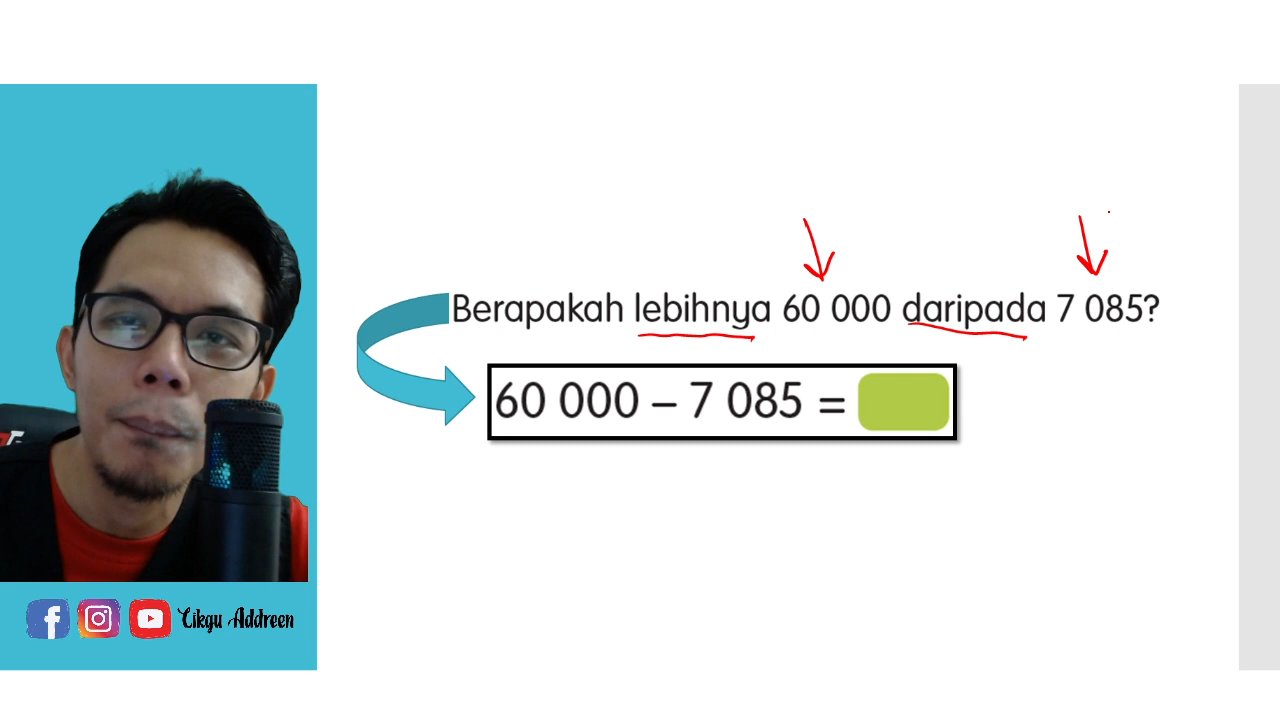 Berapakah lebihnya 60 000 daripada 7 085?
60 000 – 7 085 =
Cikgu Addreen